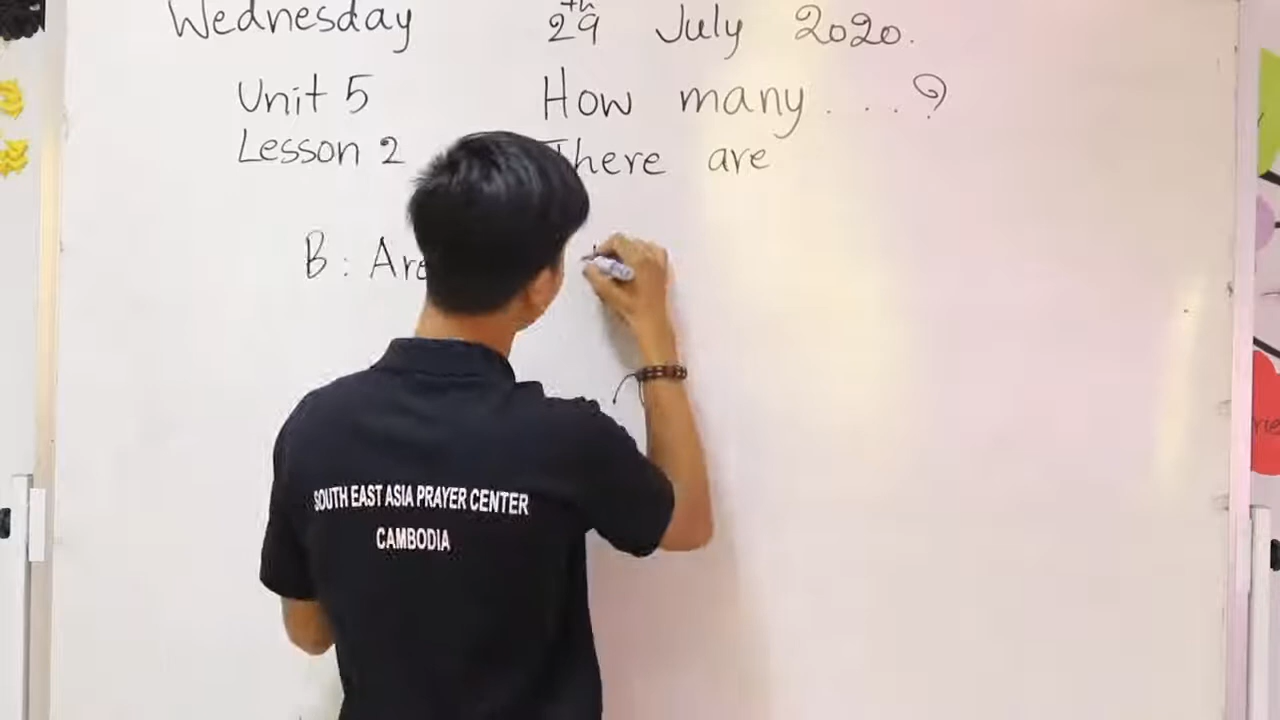 Wednesday 29th July 2020.
Unit 5 How many . . . ?
Lesson 2 There are
B : Are
SOUTH EAST ASIA PRAYER CENTER
CAMBODIA